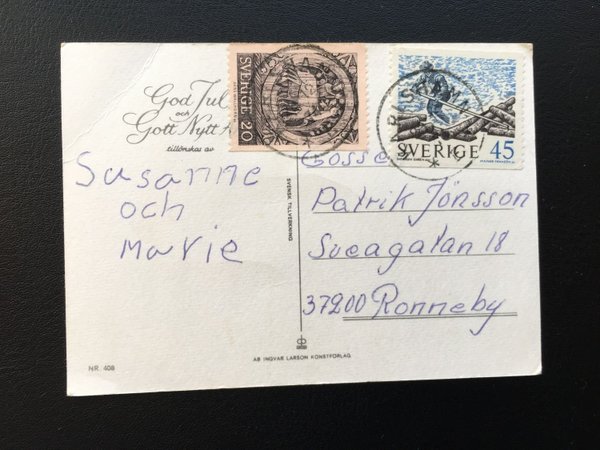 God Jul
och
Gott Nytt
tillönskas av
Susanne
och
Marie
NR. 408
SVENSK TILLVERKNING
AB INGVAR LARSON KONSTFÖRLAG
SVERIGE 20
SVERIGE 45
Gosse
Patrik Jönsson
Sveagatan 18
37200 Ronneby